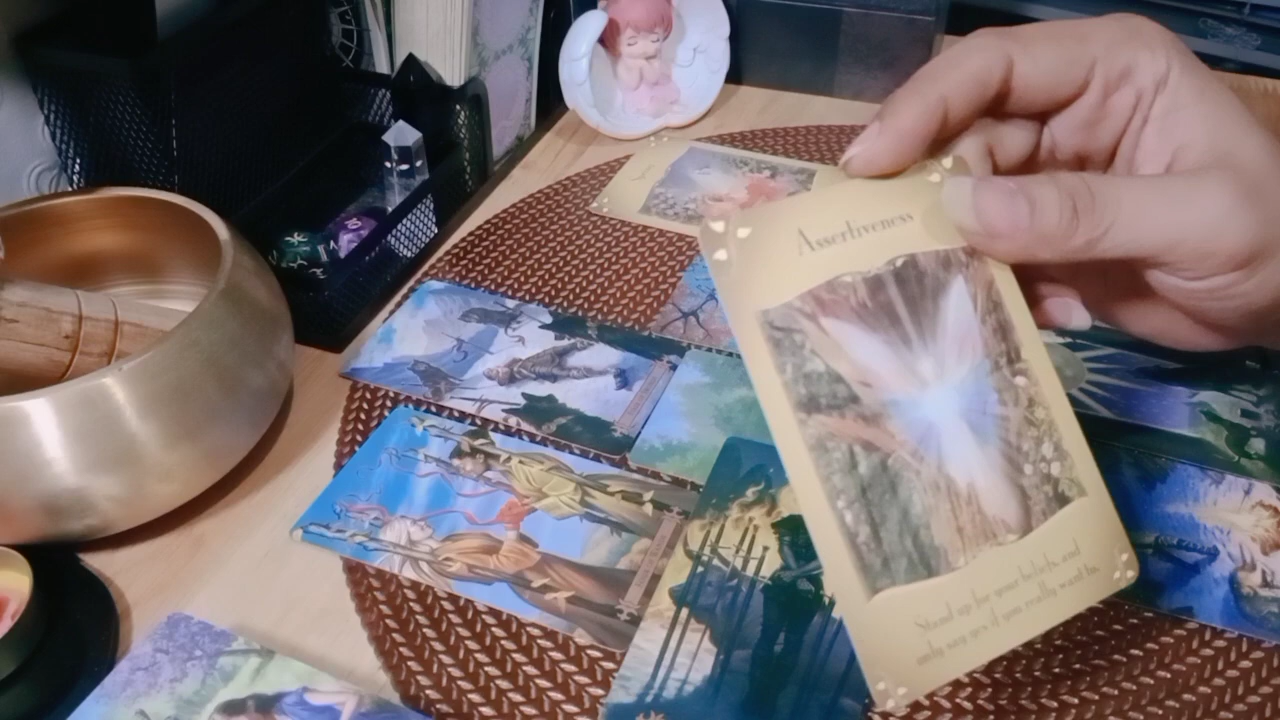 Assertiveness
Stand up for your beliefs, and
only say yes if you really want to.